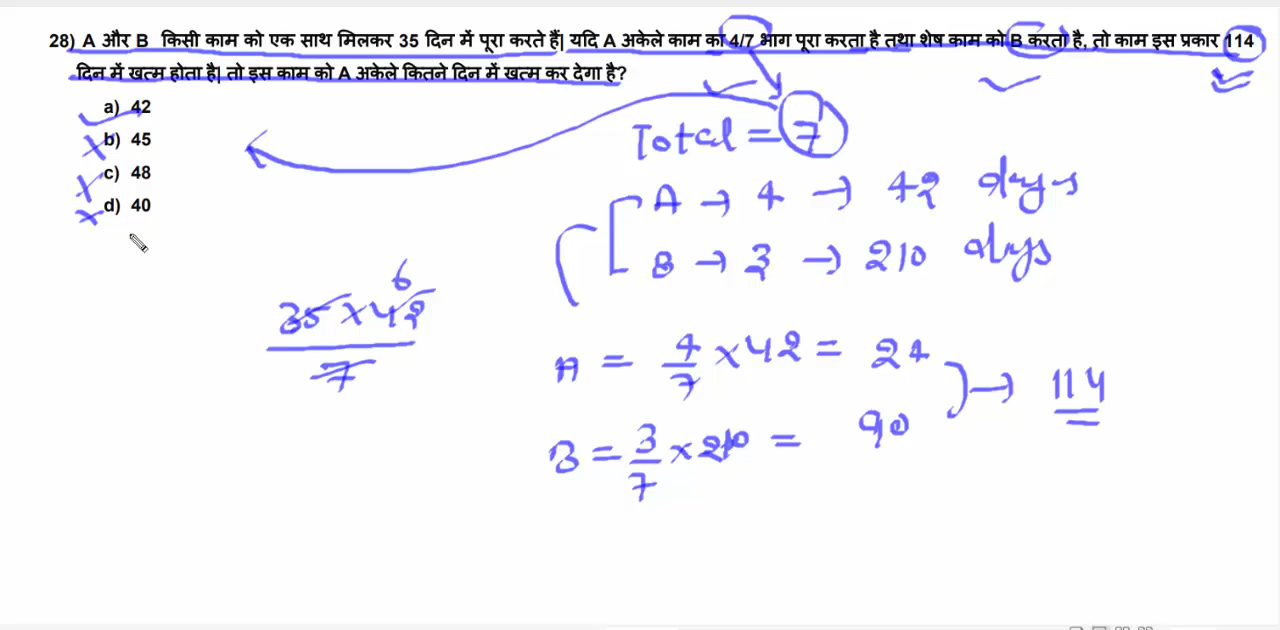 28) A और B किसी काम को एक साथ मिलकर 35 दिन में पूरा करते हैं| यदि A अकेले काम का 4/7 भाग पूरा करता है तथा शेष काम को B करता है, तो काम इस प्रकार 114
दिन में खत्म होता है| तो इस काम को A अकेले कितने दिन में खत्म कर देगा है?
a) 42
b) 45
c) 48
d) 40
Total = 7
A → 4 → 42 days
B → 3 → 210 days
6
35 x 42
7
A = 4/7 x 42 = 24
B = 3/7 x 210 = 90
→ 114